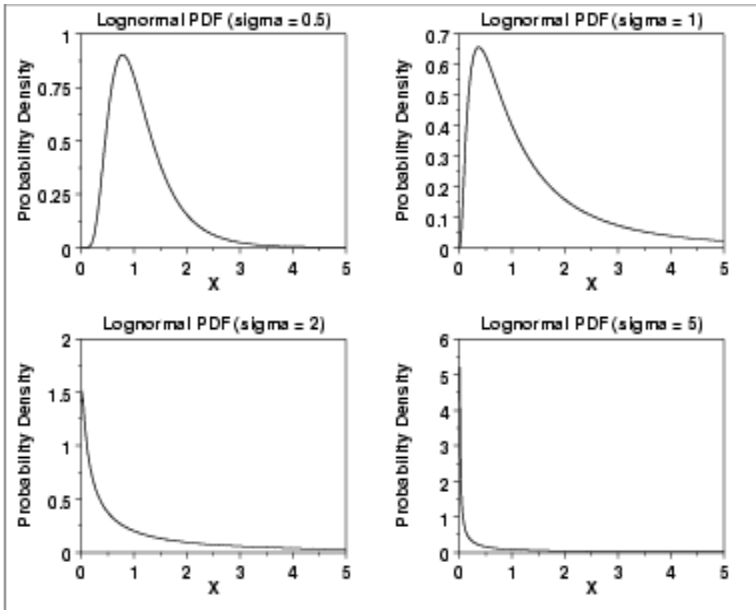 Lognormal PDF (sigma = 0.5)
Probability Density
1
0.75
0.5
0.25
0
0 1 2 3 4 5
X
Lognormal PDF (sigma = 1)
Probability Density
0.7
0.6
0.5
0.4
0.3
0.2
0.1
0
0 1 2 3 4 5
X
Lognormal PDF (sigma = 2)
Probability Density
2
1.5
1
0.5
0
0 1 2 3 4 5
X
Lognormal PDF (sigma = 5)
Probability Density
6
5
4
3
2
1
0
0 1 2 3 4 5
X